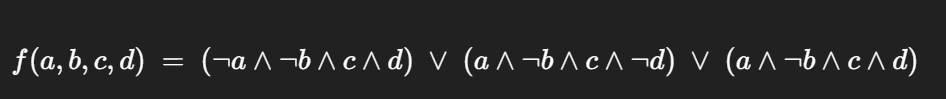 f(a, b, c, d) = (¬a ∧ ¬b ∧ c ∧ d) ∨ (a ∧ ¬b ∧ c ∧ ¬d) ∨ (a ∧ ¬b ∧ c ∧ d)